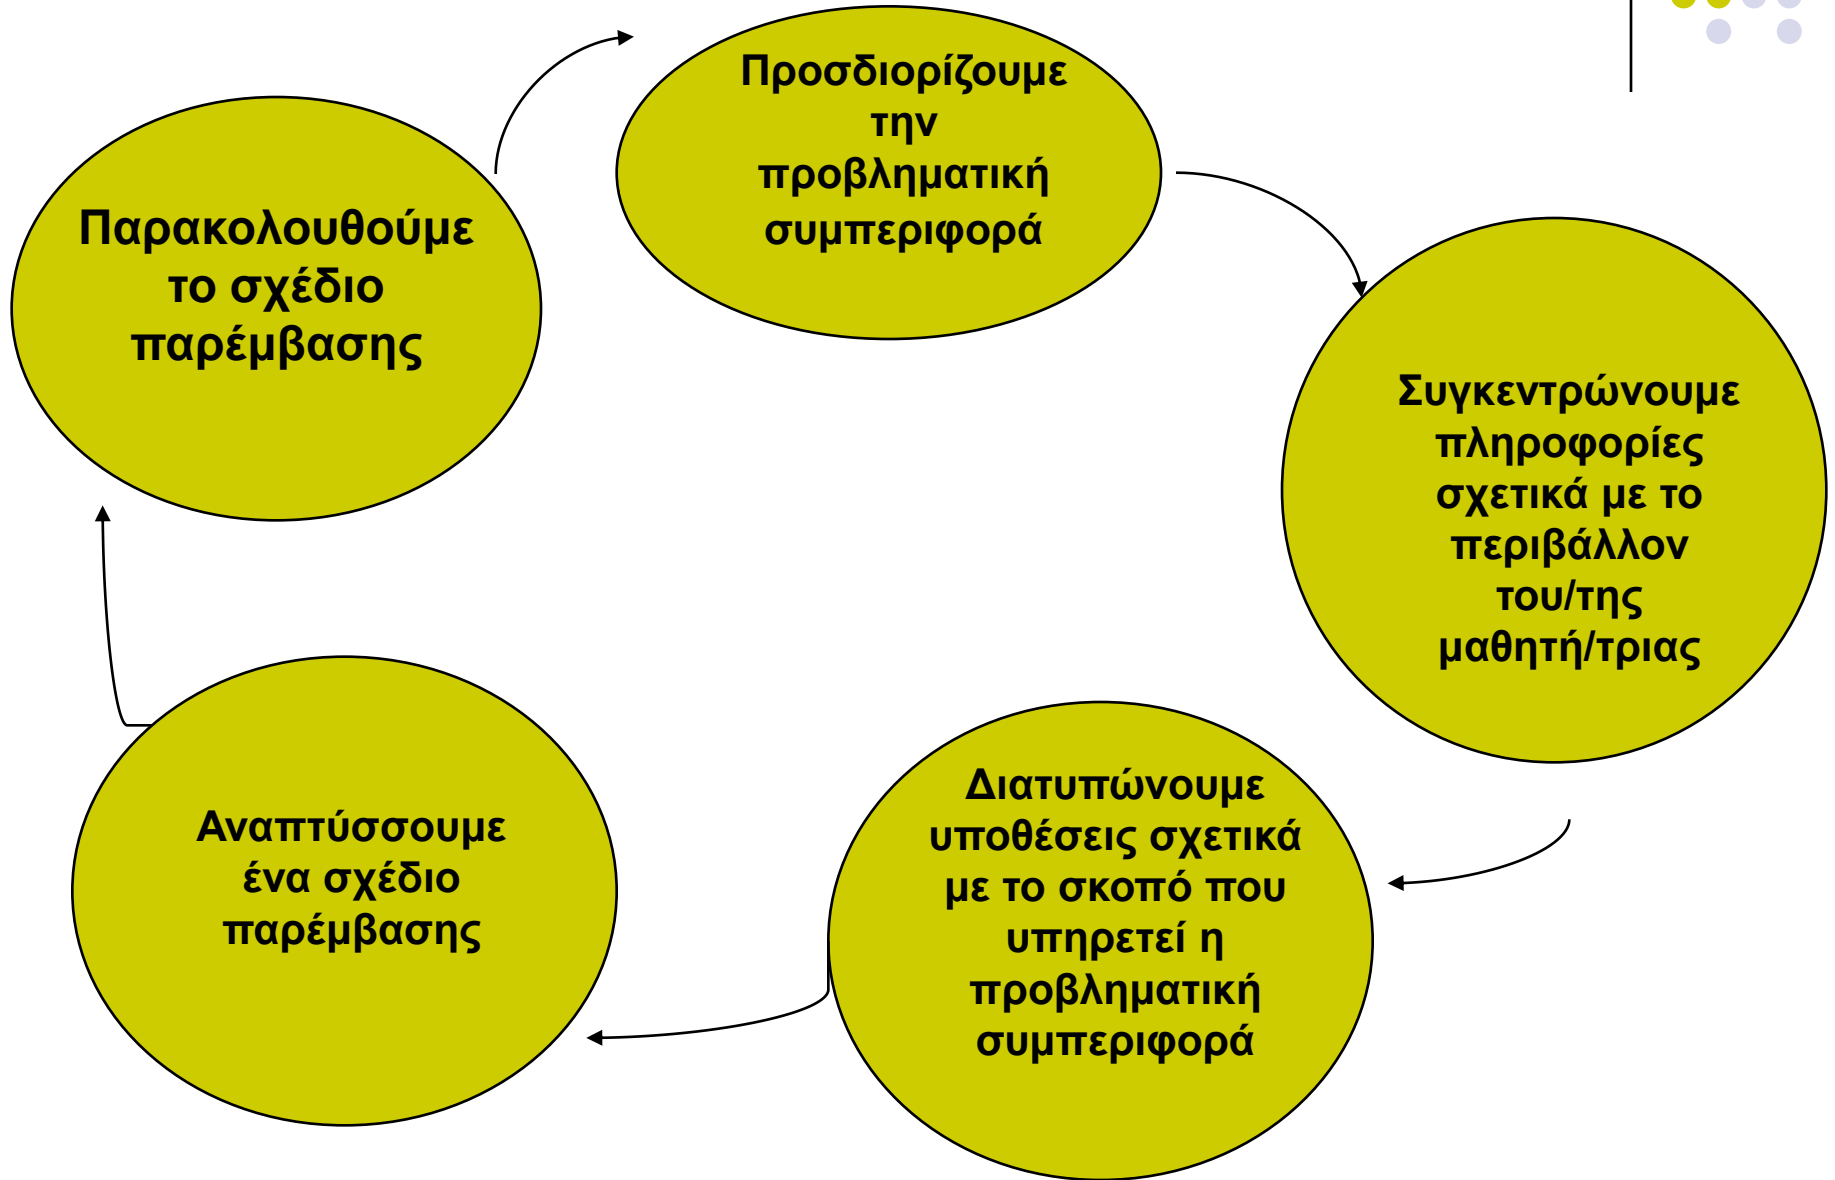 Προσδιορίζουμε
την
προβληματική
συμπεριφορά
Συγκεντρώνουμε
πληροφορίες
σχετικά με το
περιβάλλον
του/της
μαθητή/τριας
Διατυπώνουμε
υποθέσεις σχετικά
με το σκοπό που
υπηρετεί η
προβληματική
συμπεριφορά
Αναπτύσσουμε
ένα σχέδιο
παρέμβασης
Παρακολουθούμε
το σχέδιο
παρέμβασης